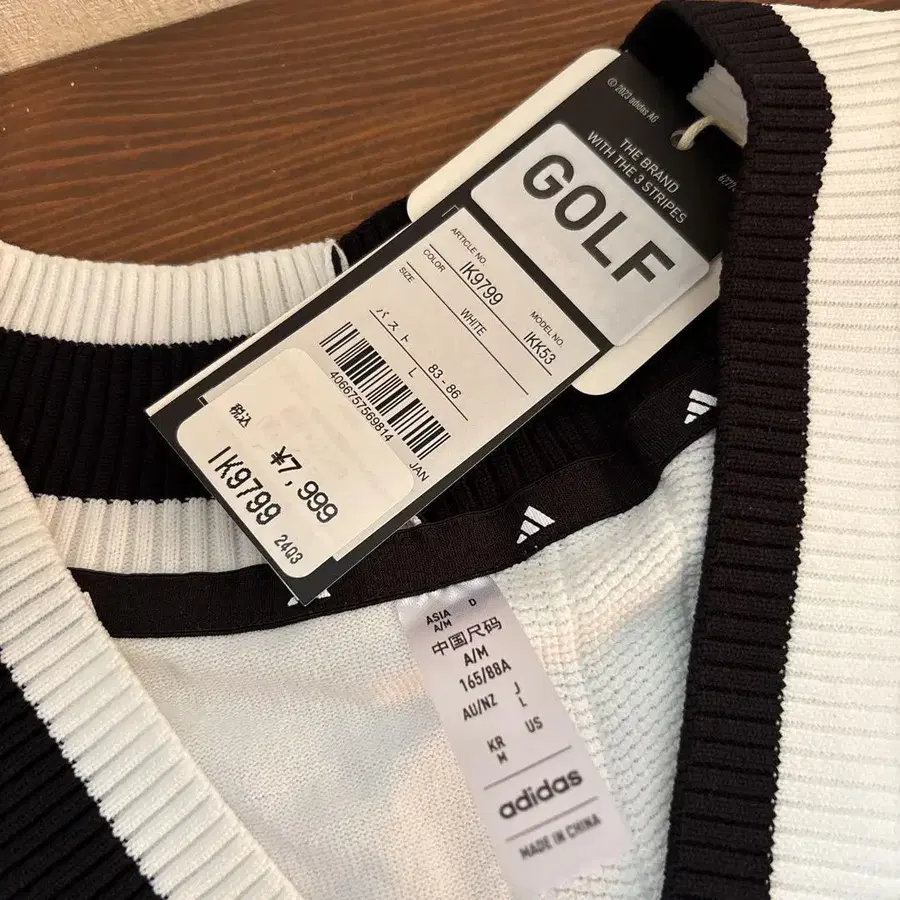 © 2023 adidas AG
THE BRAND
WITH THE 3 STRIPES
GOLF
ARTICLE NO.
IK9799
MODEL NO.
IKK53
COLOR
WHITE
SIZE
バスト 83-86
L
4066757569814
JAN
税込
¥7,999
IK9799
24Q3
ASIA D
A/M
中国尺码
A/M
165/88A
AU/NZ J
L
KR US
M
adidas
MADE IN CHINA